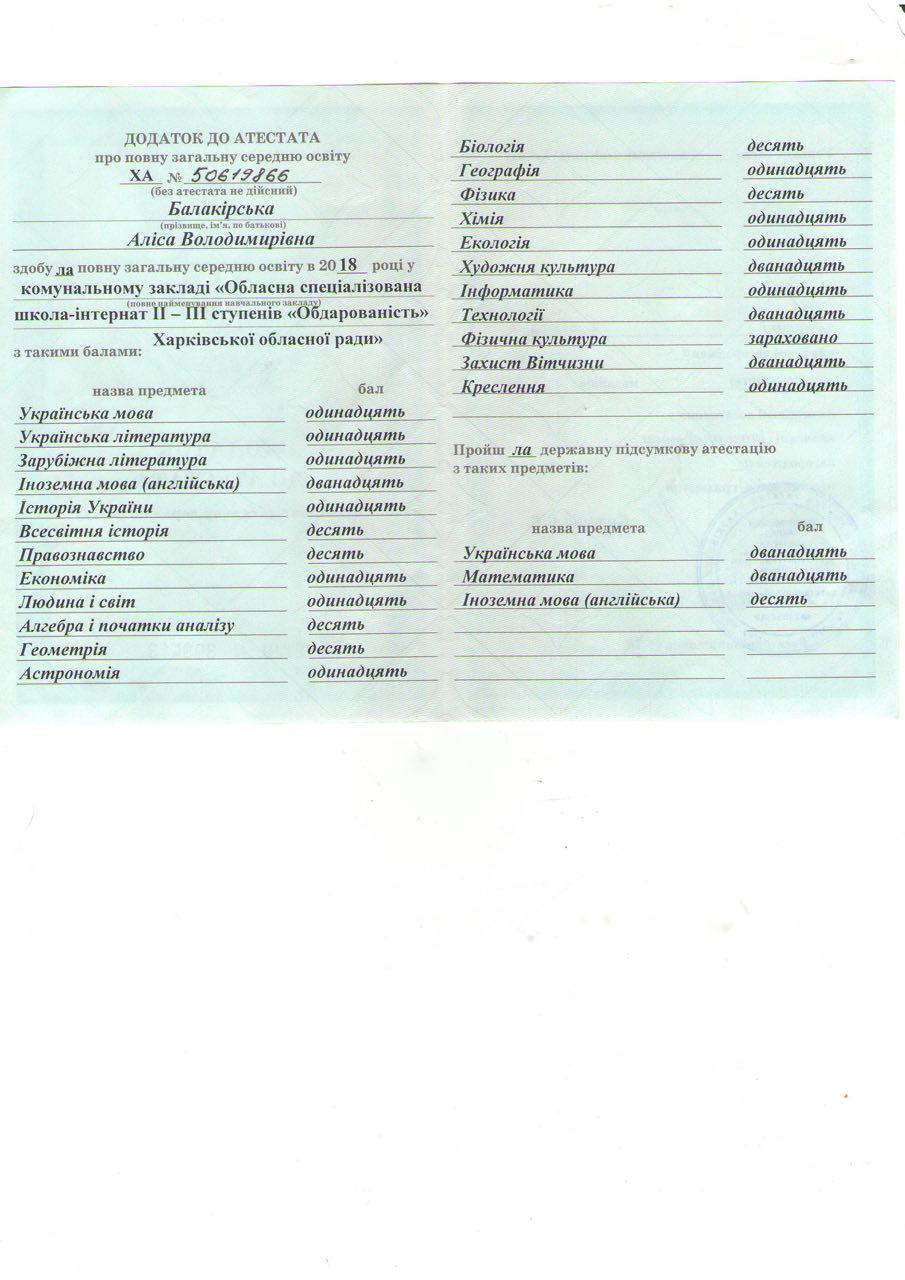 ДОДАТОК ДО АТЕСТАТА
про повну загальну середню освіту
ХА № 50619866
(без атестата не дійсний)
Балакірська
(прізвище, ім'я, по батькові)
Аліса Володимирівна
здобу ла повну загальну середню освіту в 20 18 році у
комунальному закладі «Обласна спеціалізована
(повне найменування навчального закладу)
школа-інтернат ІІ – ІІІ ступенів «Обдарованість»
Харківської обласної ради»
з такими балами:
назва предмета бал
Українська мова одинадцять
Українська література одинадцять
Зарубіжна література одинадцять
Іноземна мова (англійська) дванадцять
Історія України одинадцять
Всесвітня історія десять
Правознавство десять
Економіка одинадцять
Людина і світ одинадцять
Алгебра і початки аналізу десять
Геометрія десять
Астрономія одинадцять
Біологія десять
Географія одинадцять
Фізика десять
Хімія одинадцять
Екологія одинадцять
Художня культура дванадцять
Інформатика одинадцять
Технології дванадцять
Фізична культура зараховано
Захист Вітчизни дванадцять
Креслення одинадцять
Пройш ла державну підсумкову атестацію
з таких предметів:
назва предмета бал
Українська мова дванадцять
Математика дванадцять
Іноземна мова (англійська) десять